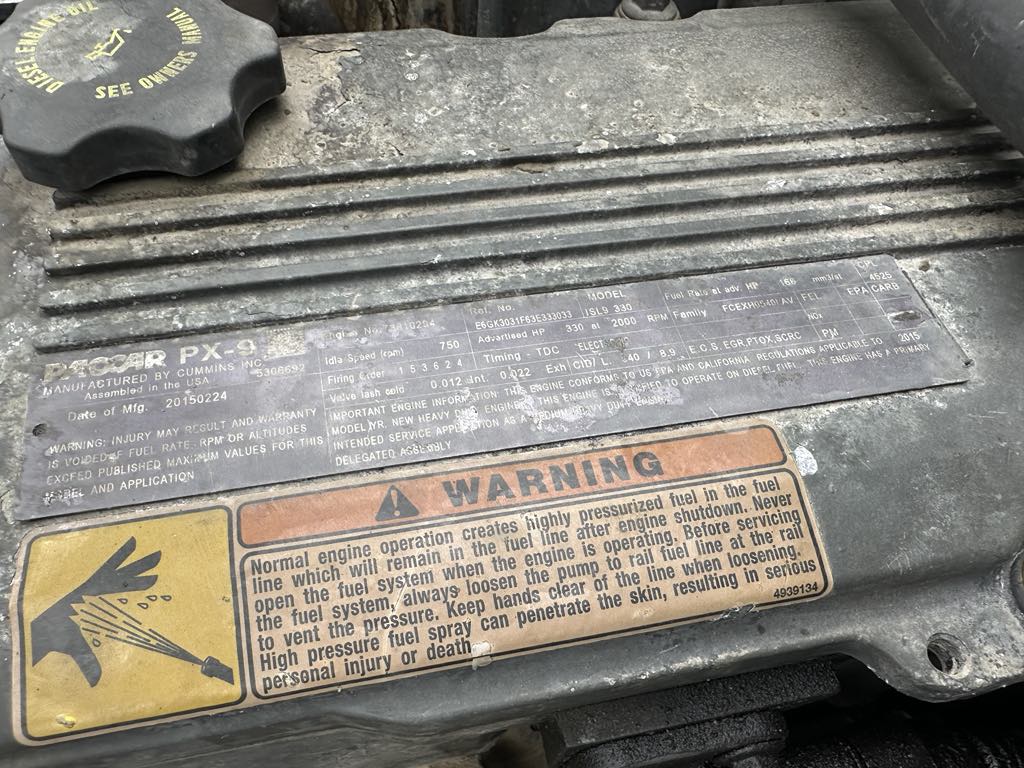 DIESEL ENGINE OIL
SEE OWNERS MANUAL
PACCAR PX-9
MANUFACTURED BY CUMMINS INC.
Assembled in the USA 5306692
Date of Mfg. 20150224
WARNING: INJURY MAY RESULT AND WARRANTY
IS VOIDED IF FUEL RATE, RPM OR ALTITUDES
EXCEED PUBLISHED MAXIMUM VALUES FOR THIS
MODEL AND APPLICATION
Engine No.
Idle Speed (rpm) 750
Firing Order 1 5 3 6 2 4
Valve lash cold 0.012 Int. 0.022 Exh
Ref. No.
E6GK3031F63E333033
Advertised HP 330 at 2000 RPM
Timing - TDC ELECT
CID/ L. 540 / 8.9
MODEL
ISL9 330
Fuel Rate at adv. HP 166 mm3/st
Family FCEXH0540LAV
FEL
NOx
PM
E.C.S. EGR,PTOX,SCRC
4525
EPA CARB
IMPORTANT ENGINE INFORMATION: THIS ENGINE CONFORMS TO US EPA AND CALIFORNIA REGULATIONS APPLICABLE TO 2015
MODEL YR. NEW HEAVY DUTY ENGINES THIS ENGINE IS CERTIFIED TO OPERATE ON DIESEL FUEL. THE ENGINE HAS A PRIMARY
INTENDED SERVICE APPLICATION AS A MEDIUM HEAVY DUTY ENGINE
DELEGATED ASSEMBLY
WARNING
Normal engine operation creates highly pressurized fuel in the fuel
line which will remain in the fuel line after engine shutdown. Never
open the fuel system when the engine is operating. Before servicing
the fuel system, always loosen the pump to rail fuel line at the rail
to vent the pressure. Keep hands clear of the line when loosening.
High pressure fuel spray can penetrate the skin, resulting in serious
personal injury or death.
4939134